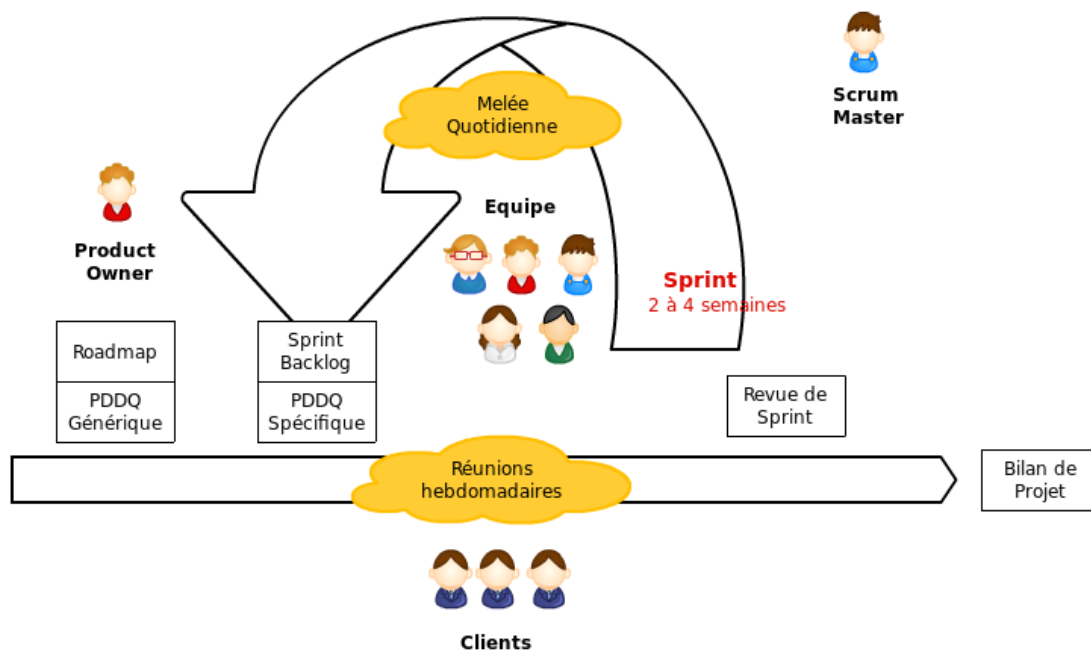 Melée
Quotidienne
Scrum
Master
Product
Owner
Equipe
Sprint
2 à 4 semaines
Roadmap
PDDQ
Générique
Sprint
Backlog
PDDQ
Spécifique
Revue de
Sprint
Réunions
hebdomadaires
Bilan de
Projet
Clients